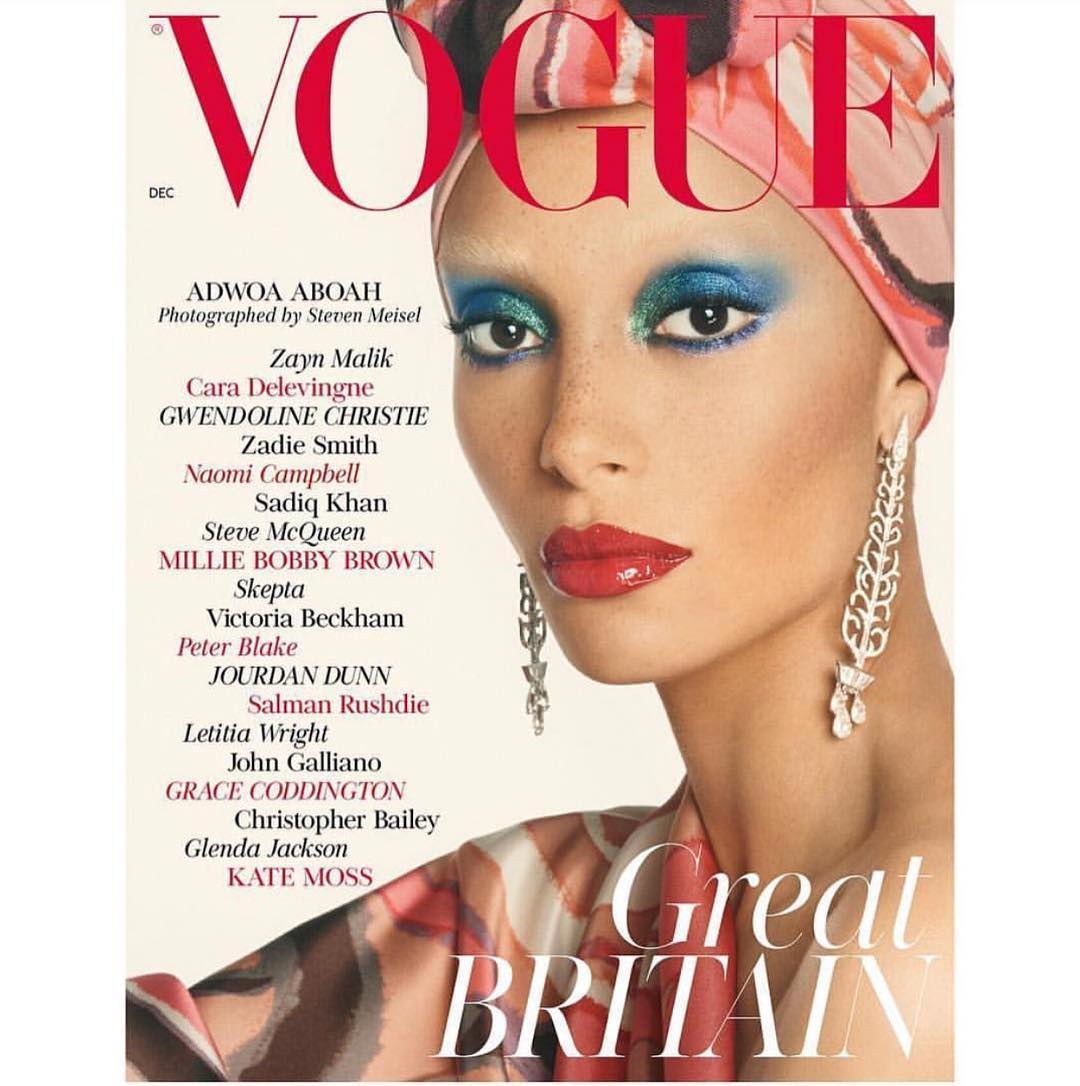 VOGUE
®
DEC
ADWOA ABOAH
Photographed by Steven Meisel
Zayn Malik
Cara Delevingne
GWENDOLINE CHRISTIE
Zadie Smith
Naomi Campbell
Sadiq Khan
Steve McQueen
MILLIE BOBBY BROWN
Skepta
Victoria Beckham
Peter Blake
JOURDAN DUNN
Salman Rushdie
Letitia Wright
John Galliano
GRACE CODDINGTON
Christopher Bailey
Glenda Jackson
KATE MOSS
Great
BRITAIN